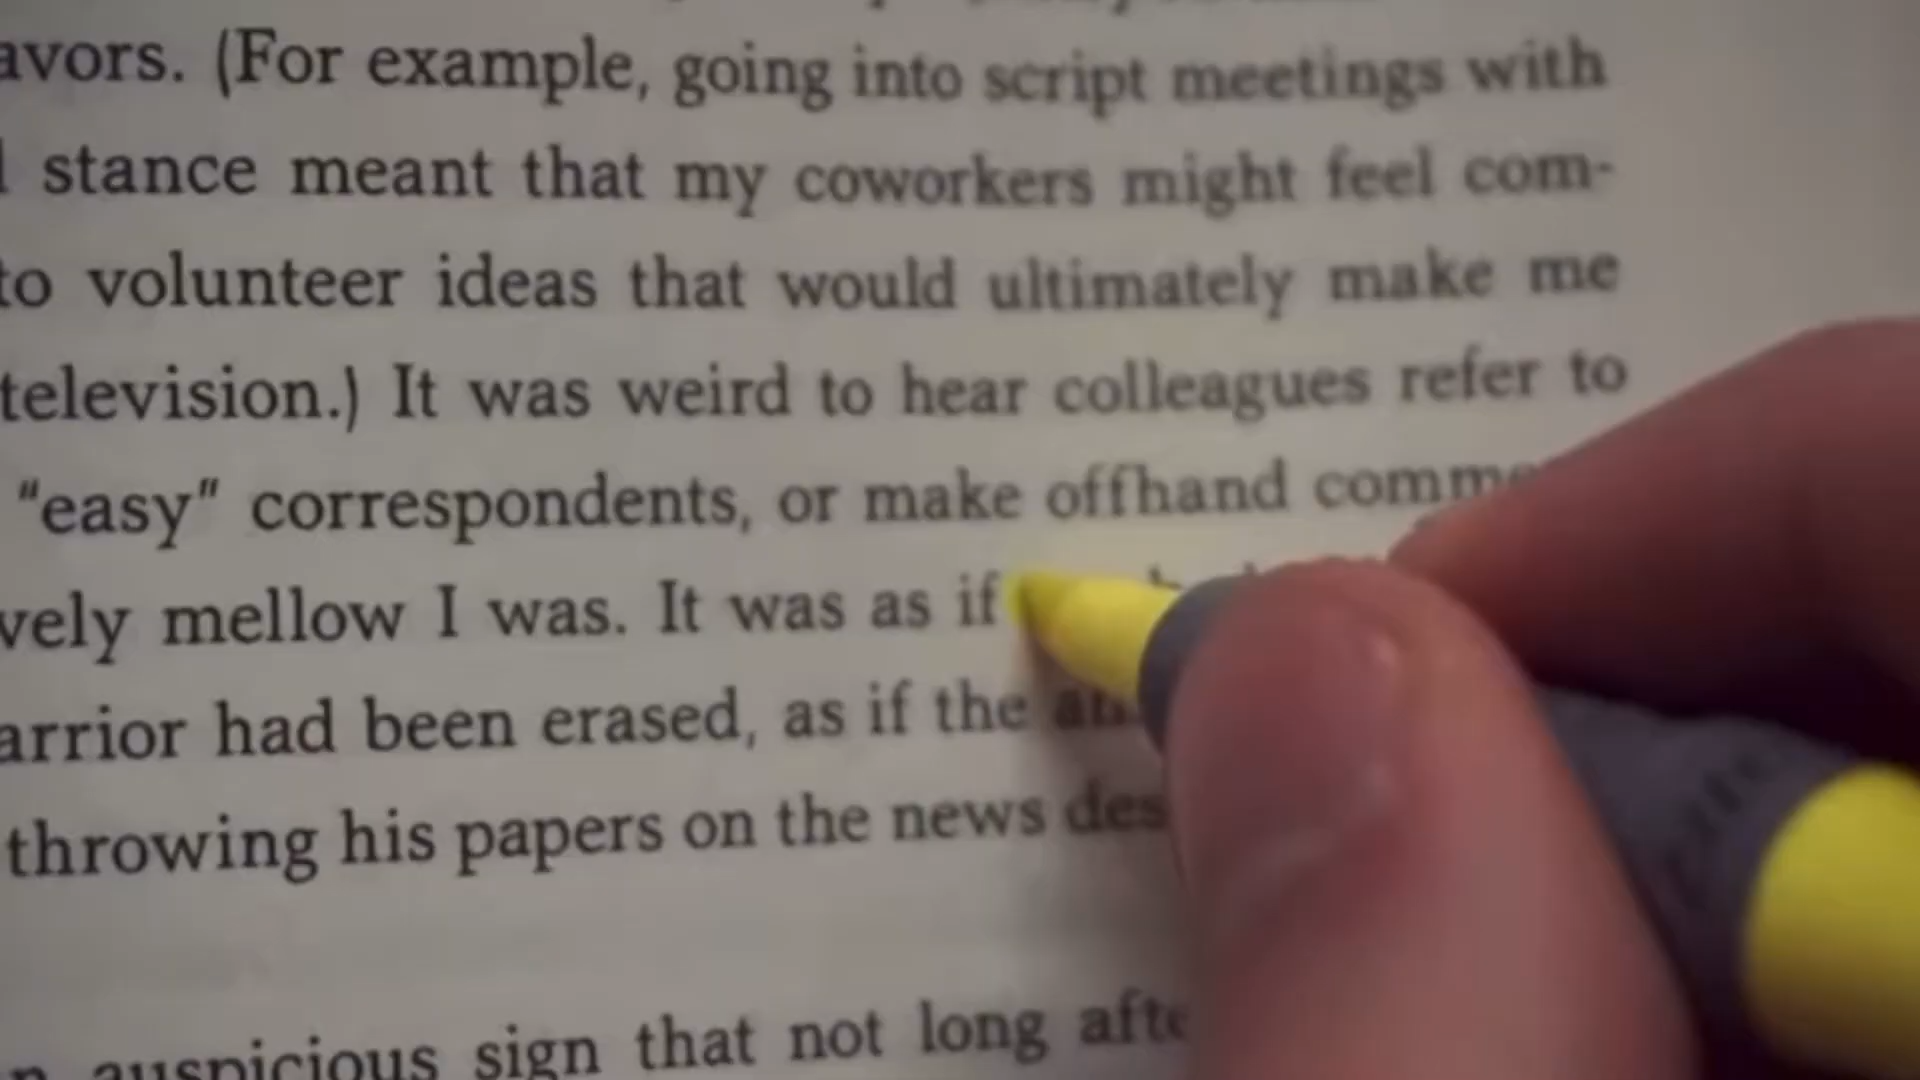 avors. (For example, going into script meetings with
stance meant that my coworkers might feel com-
to volunteer ideas that would ultimately make me
television.) It was weird to hear colleagues refer to
"easy" correspondents, or make offhand comme
vely mellow I was. It was as if
arrior had been erased, as if the
throwing his papers on the news des
auspicious sign that not long afte